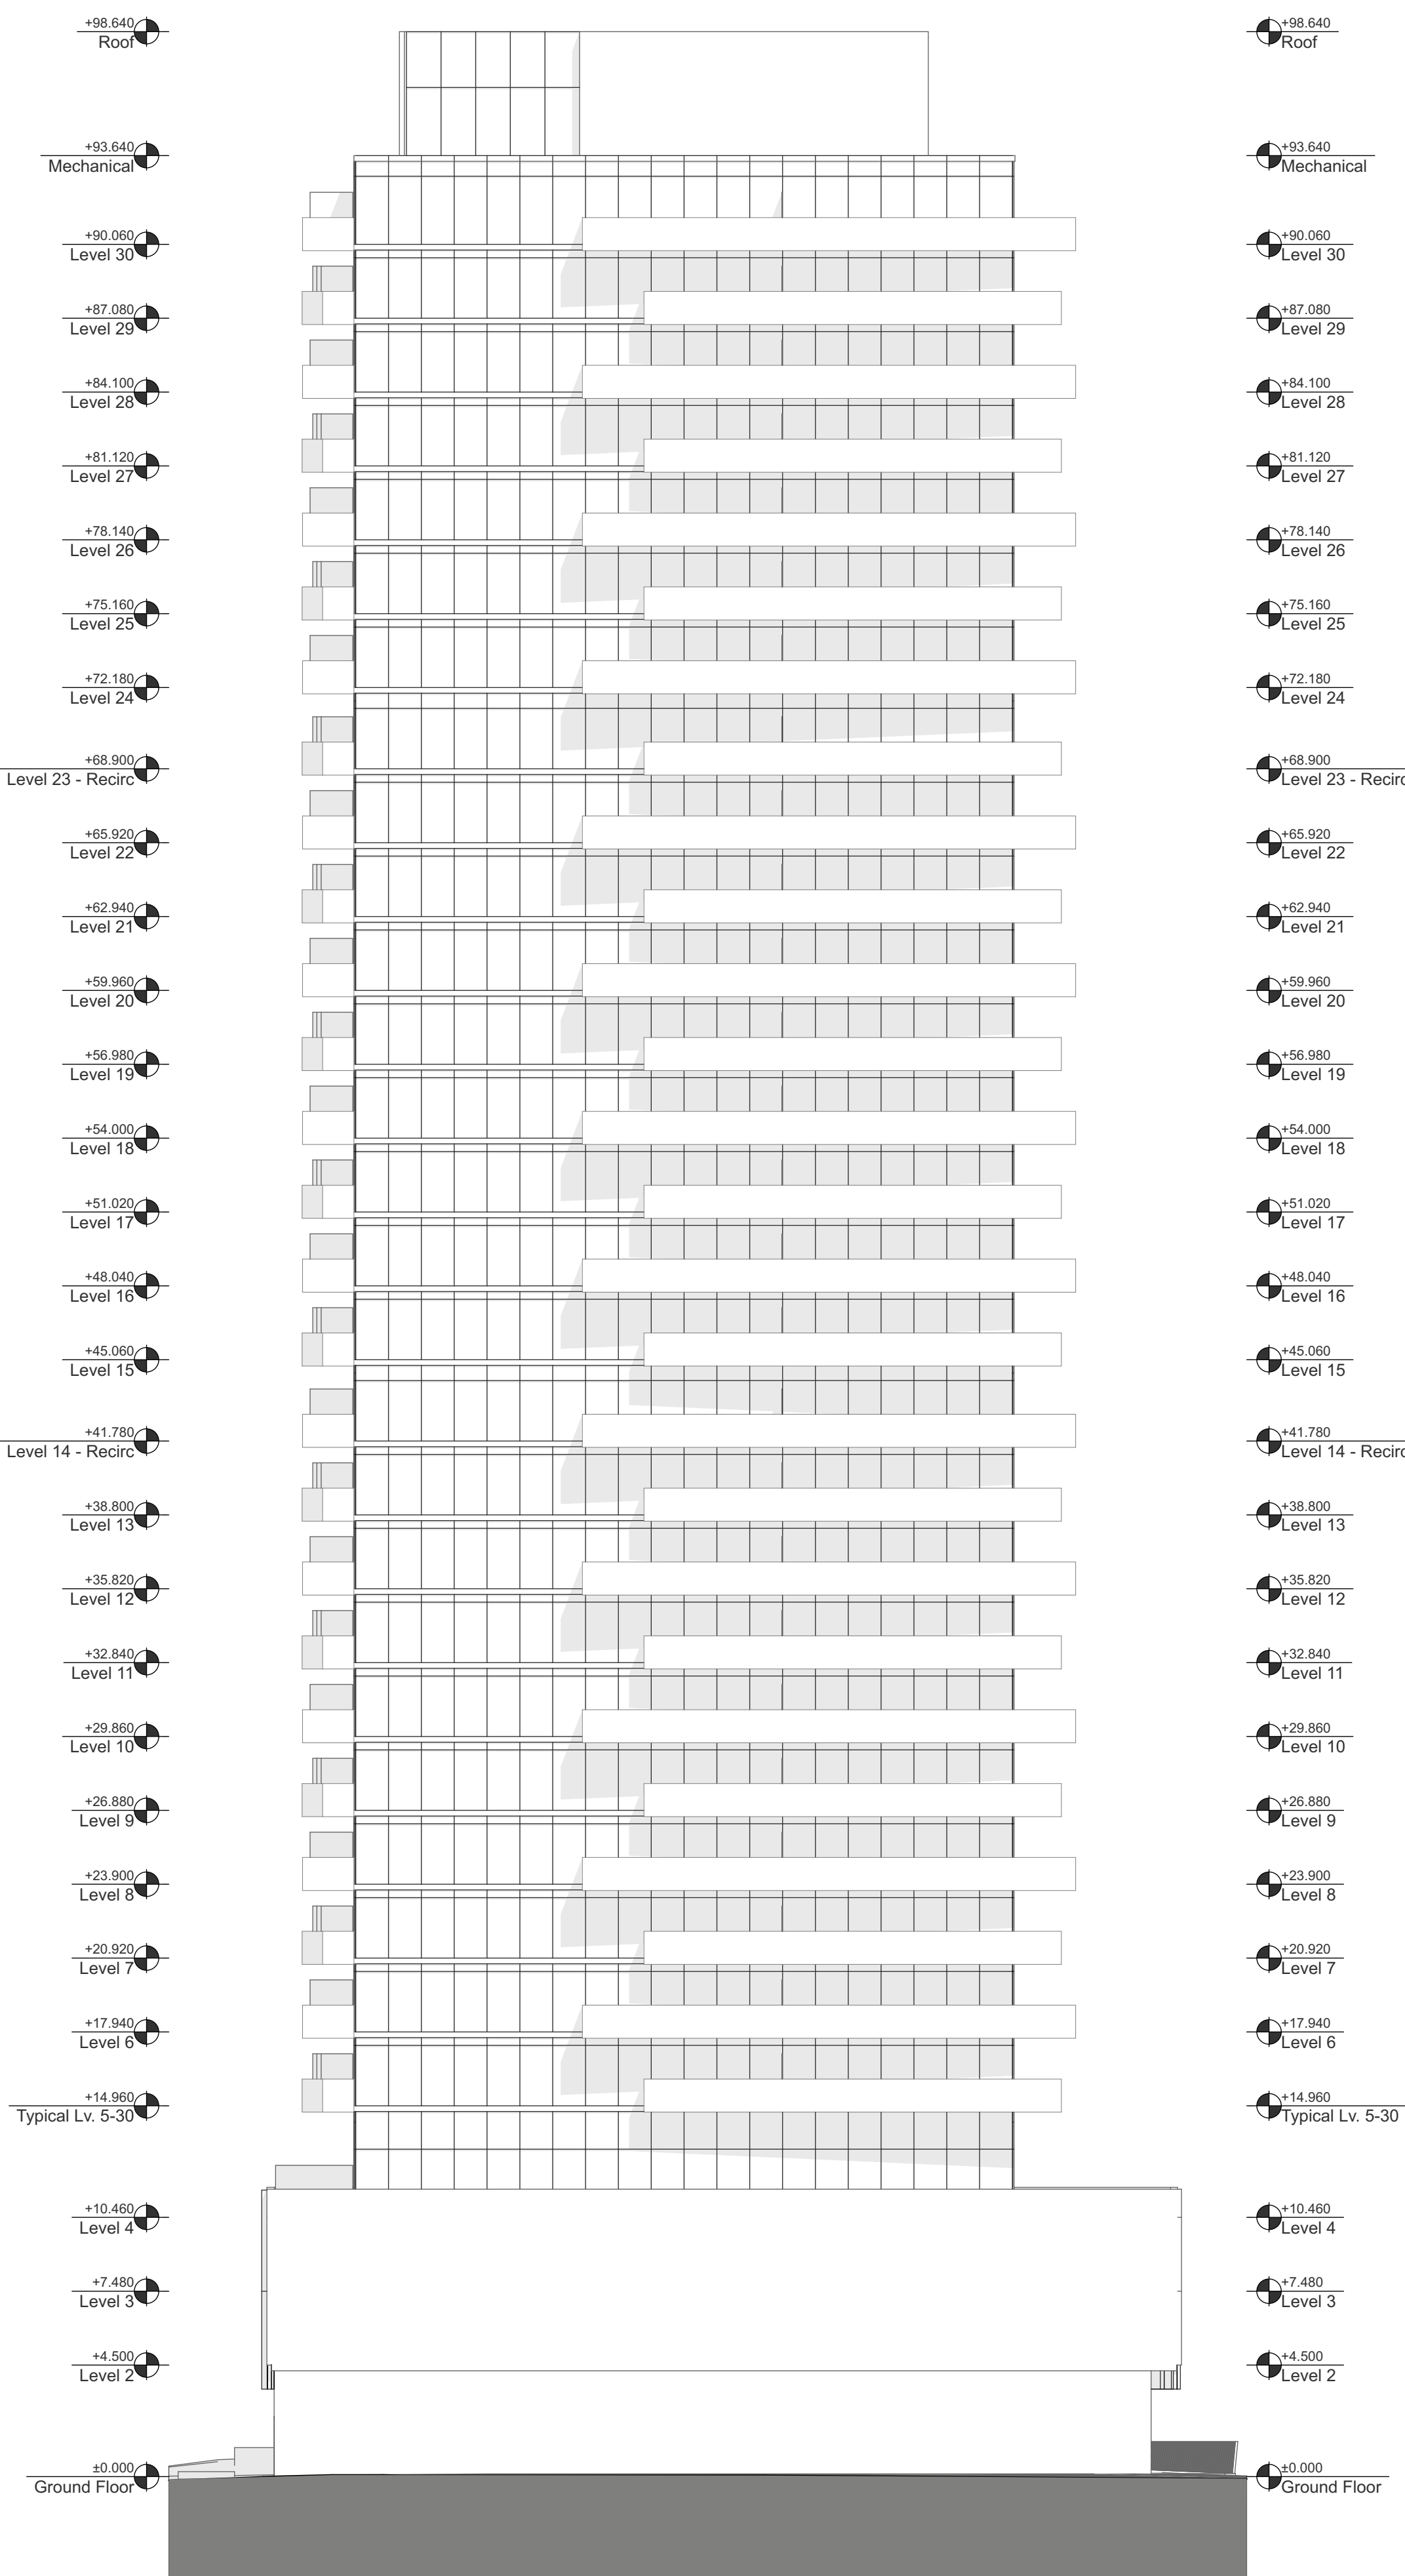 +98.640 +98.640
Roof Roof
+93.640 +93.640
Mechanical Mechanical
+90.060 +90.060
Level 30 Level 30
+87.080 +87.080
Level 29 Level 29
+84.100 +84.100
Level 28 Level 28
+81.120 +81.120
Level 27 Level 27
+78.140 +78.140
Level 26 Level 26
+75.160 +75.160
Level 25 Level 25
+72.180 +72.180
Level 24 Level 24
+68.900 +68.900
Level 23 - Recirc Level 23 - Recirc
+65.920 +65.920
Level 22 Level 22
+62.940 +62.940
Level 21 Level 21
+59.960 +59.960
Level 20 Level 20
+56.980 +56.980
Level 19 Level 19
+54.000 +54.000
Level 18 Level 18
+51.020 +51.020
Level 17 Level 17
+48.040 +48.040
Level 16 Level 16
+45.060 +45.060
Level 15 Level 15
+41.780 +41.780
Level 14 - Recirc Level 14 - Recirc
+38.800 +38.800
Level 13 Level 13
+35.820 +35.820
Level 12 Level 12
+32.840 +32.840
Level 11 Level 11
+29.860 +29.860
Level 10 Level 10
+26.880 +26.880
Level 9 Level 9
+23.900 +23.900
Level 8 Level 8
+20.920 +20.920
Level 7 Level 7
+17.940 +17.940
Level 6 Level 6
+14.960 +14.960
Typical Lv. 5-30 Typical Lv. 5-30
+10.460 +10.460
Level 4 Level 4
+7.480 +7.480
Level 3 Level 3
+4.500 +4.500
Level 2 Level 2
±0.000 ±0.000
Ground Floor Ground Floor